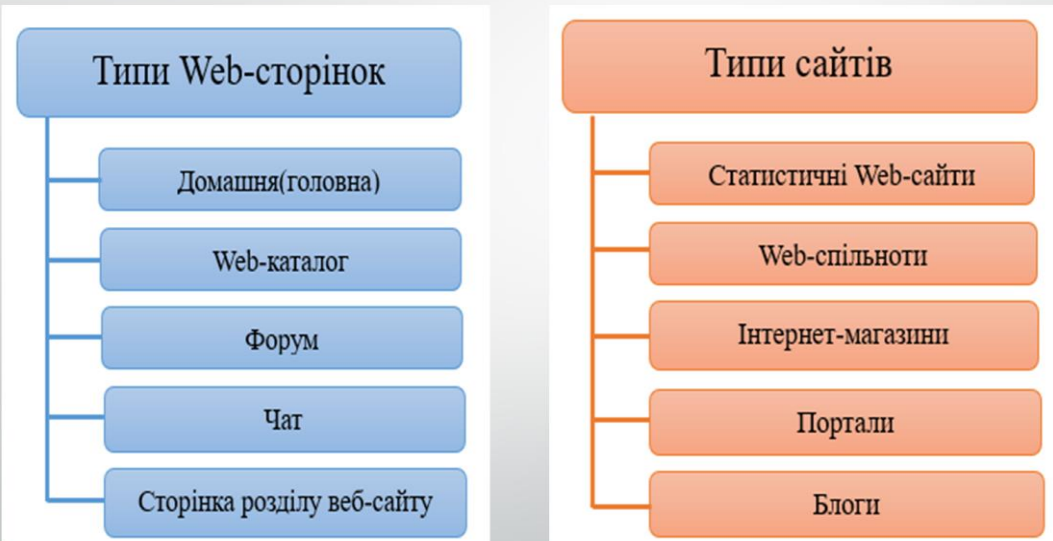 Типи Web-сторінок
Домашня(головна)
Web-каталог
Форум
Чат
Сторінка розділу веб-сайту
Типи сайтів
Статистичні Web-сайти
Web-спільноти
Інтернет-магазини
Портали
Блоги